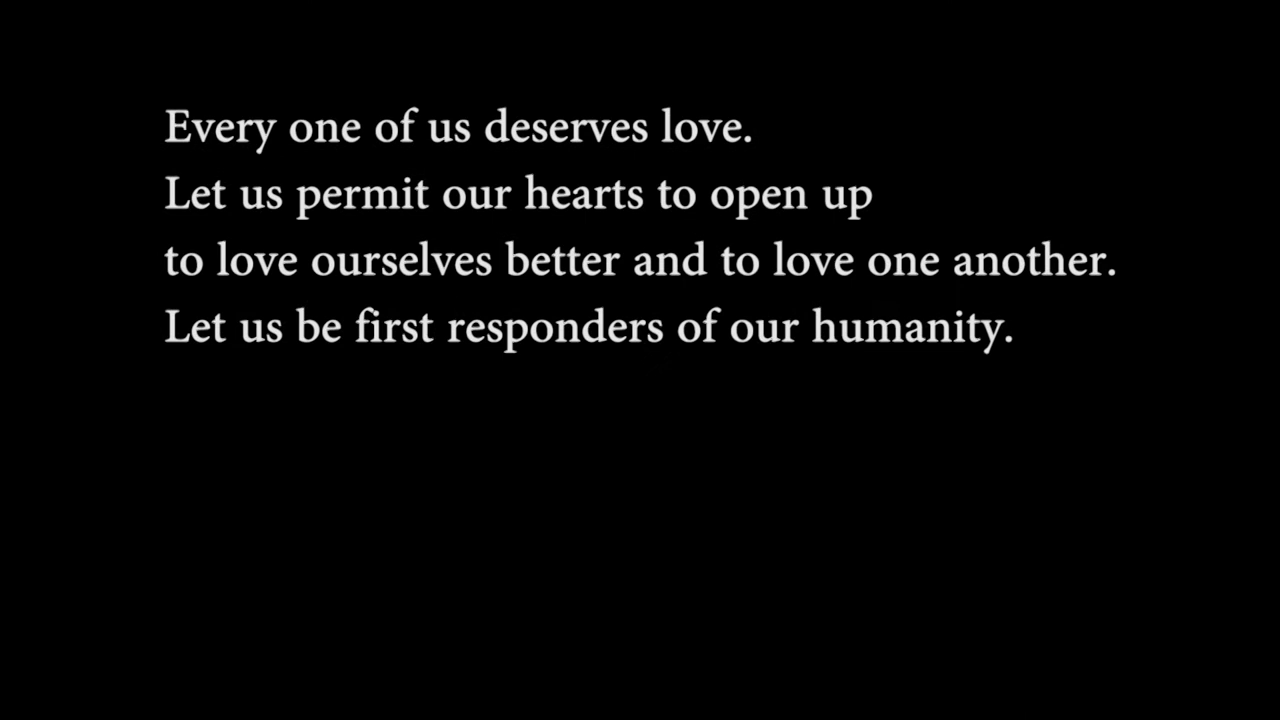 Every one of us deserves love.
Let us permit our hearts to open up
to love ourselves better and to love one another.
Let us be first responders of our humanity.